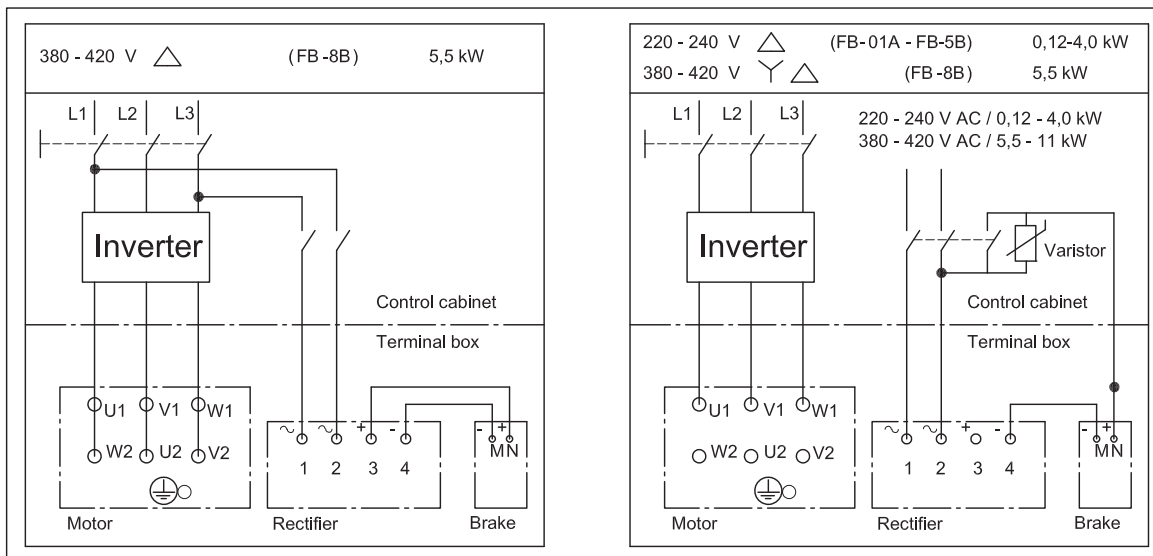 380 - 420 V (FB-8B) 5,5 kW
L1 L2 L3
Inverter
Control cabinet
Terminal box
U1 V1 W1
W2 U2 V2
+ - - +
M N
1 2 3 4
Motor Rectifier Brake
220 - 240 V (FB-01A - FB-5B) 0,12-4,0 kW
380 - 420 V (FB-8B) 5,5 kW
L1 L2 L3
220 - 240 V AC / 0,12 - 4,0 kW
380 - 420 V AC / 5,5 - 11 kW
Inverter
Varistor
Control cabinet
Terminal box
U1 V1 W1
W2 U2 V2
+ - - +
M N
1 2 3 4
Motor Rectifier Brake